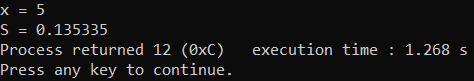 x = 5
S = 0.135335
Process returned 12 (0xC)   execution time : 1.268 s
Press any key to continue.